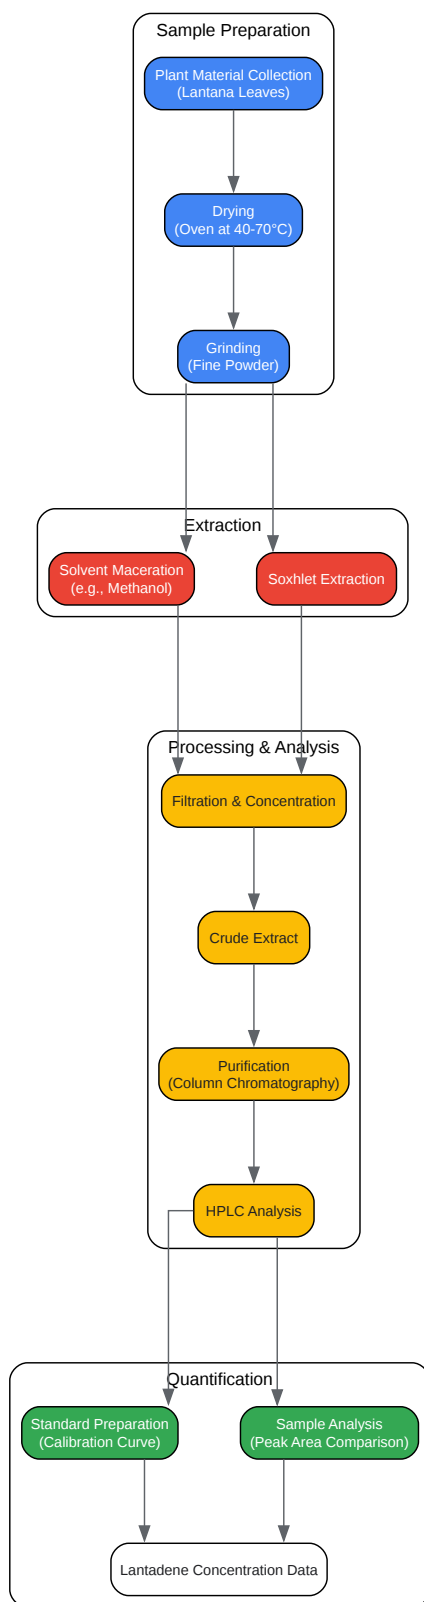 Sample Preparation
Plant Material Collection
(Lantana Leaves)
Drying
(Oven at 40-70°C)
Grinding
(Fine Powder)
Extraction
Solvent Maceration
(e.g., Methanol)
Soxhlet Extraction
Processing & Analysis
Filtration & Concentration
Crude Extract
Purification
(Column Chromatography)
HPLC Analysis
Quantification
Standard Preparation
(Calibration Curve)
Sample Analysis
(Peak Area Comparison)
Lantadene Concentration Data